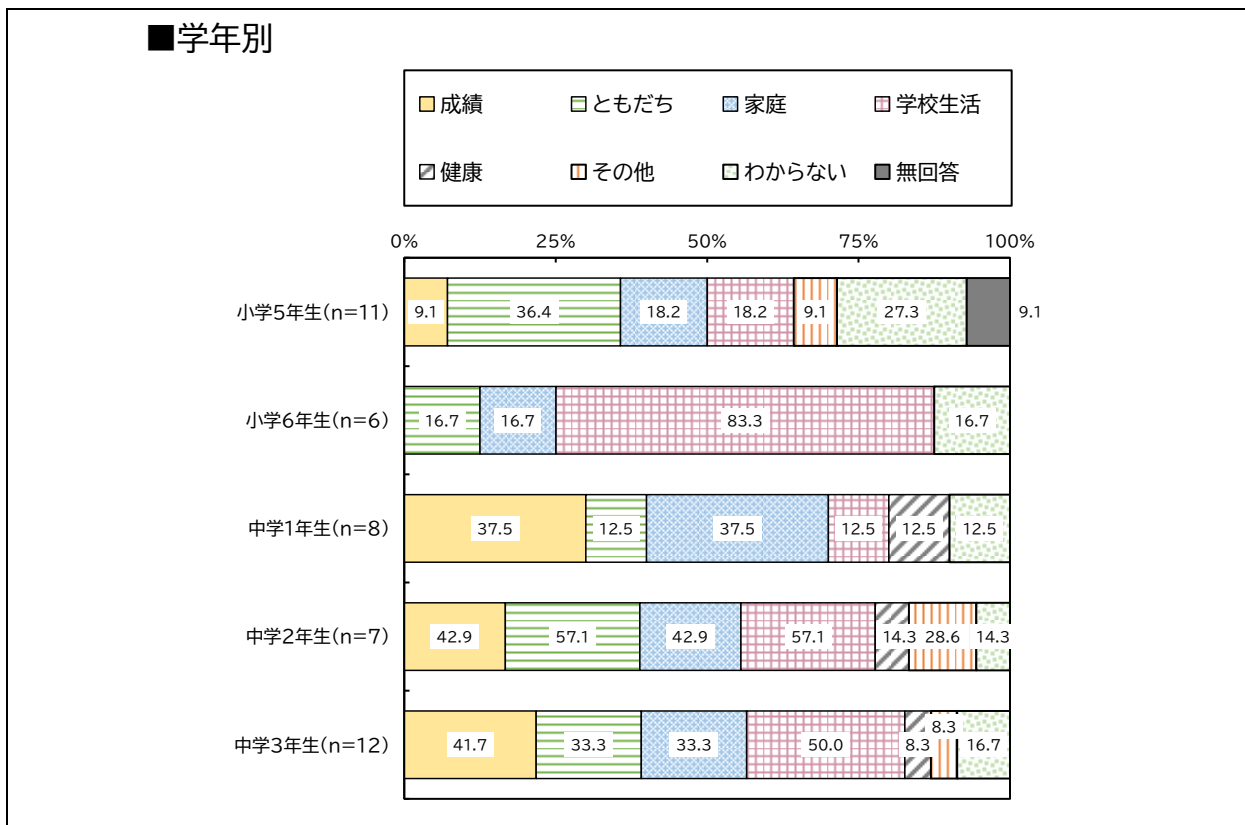 ■学年別
成績 ともだち 家庭 学校生活
健康 その他 わからない 無回答
0% 25% 50% 75% 100%
小学5年生(n=11) 9.1 36.4 18.2 18.2 9.1 27.3 9.1
小学6年生(n=6) 16.7 16.7 83.3 16.7
中学1年生(n=8) 37.5 12.5 37.5 12.5 12.5 12.5
中学2年生(n=7) 42.9 57.1 42.9 57.1 14.3 28.6 14.3
中学3年生(n=12) 41.7 33.3 33.3 50.0 8.3 8.3 16.7